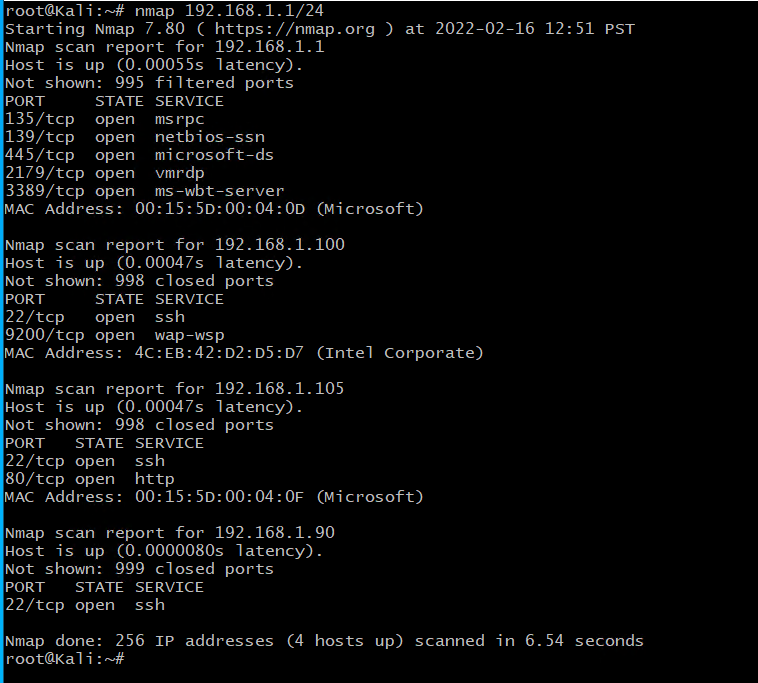 root@Kali:~# nmap 192.168.1.1/24
Starting Nmap 7.80 ( https://nmap.org ) at 2022-02-16 12:51 PST
Nmap scan report for 192.168.1.1
Host is up (0.00055s latency).
Not shown: 995 filtered ports
PORT     STATE SERVICE
135/tcp  open  msrpc
139/tcp  open  netbios-ssn
445/tcp  open  microsoft-ds
2179/tcp open  vmrdp
3389/tcp open  ms-wbt-server
MAC Address: 00:15:5D:00:04:0D (Microsoft)

Nmap scan report for 192.168.1.100
Host is up (0.00047s latency).
Not shown: 998 closed ports
PORT     STATE SERVICE
22/tcp   open  ssh
9200/tcp open  wap-wsp
MAC Address: 4C:EB:42:D2:D5:D7 (Intel Corporate)

Nmap scan report for 192.168.1.105
Host is up (0.00047s latency).
Not shown: 998 closed ports
PORT   STATE SERVICE
22/tcp open  ssh
80/tcp open  http
MAC Address: 00:15:5D:00:04:0F (Microsoft)

Nmap scan report for 192.168.1.90
Host is up (0.0000080s latency).
Not shown: 999 closed ports
PORT   STATE SERVICE
22/tcp open  ssh

Nmap done: 256 IP addresses (4 hosts up) scanned in 6.54 seconds
root@Kali:~#